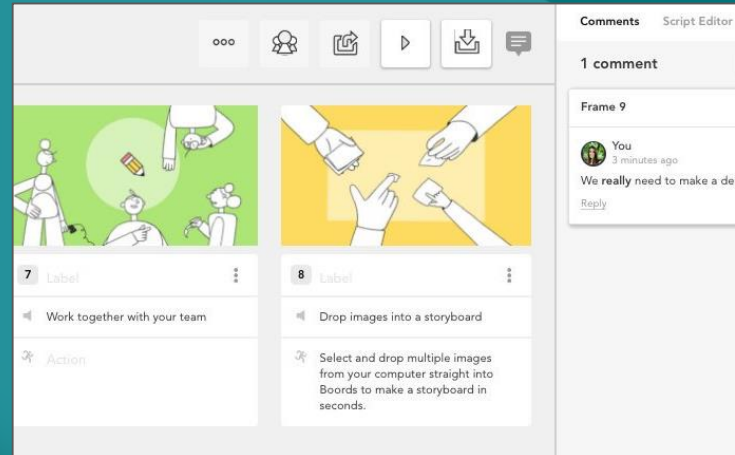 Comments Script Editor
1 comment
Frame 9
You
3 minutes ago
We really need to make a de
Reply
7 Label
Work together with your team
Action
8 Label
Drop images into a storyboard
Select and drop multiple images
from your computer straight into
Boords to make a storyboard in
seconds.